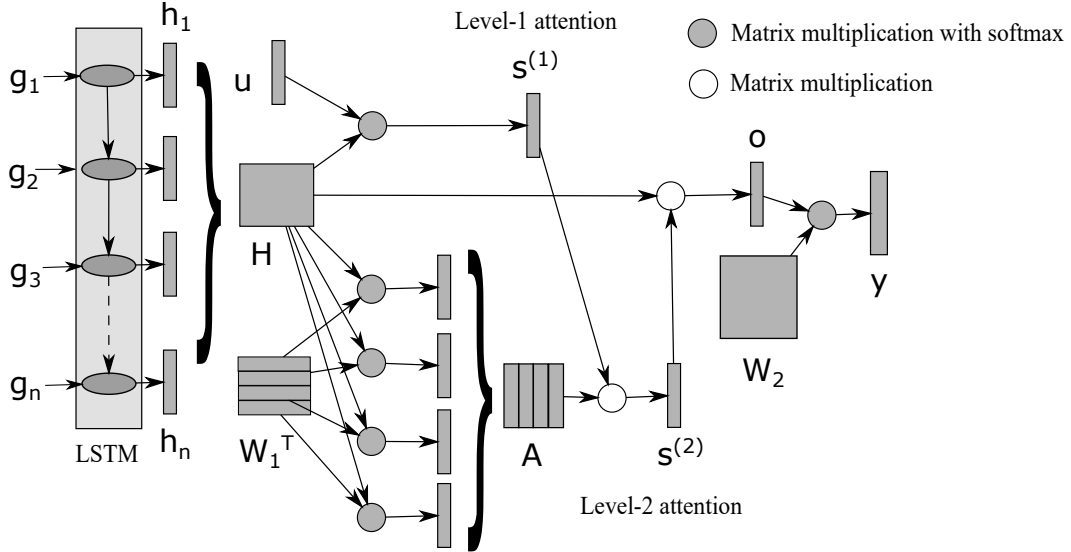 h1
Level-1 attention
Matrix multiplication with softmax
g1
u
s(1)
Matrix multiplication
g2
o
H
g3
y
gn
W1T
A
W2
hn
s(2)
LSTM
Level-2 attention